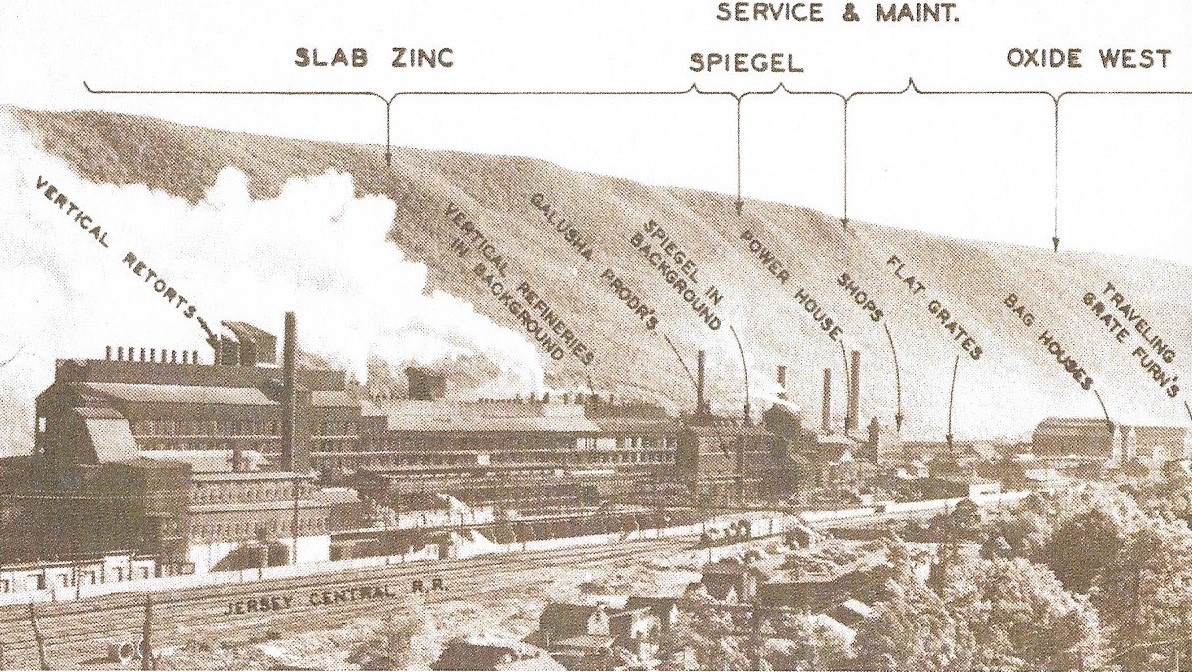 SERVICE & MAINT.
SLAB ZINC
SPIEGEL
OXIDE WEST
VERTICAL RETORTS
VERTICAL REFINERIES
IN BACKGROUND
GALUSHA PRODR'S
SPIEGEL IN
BACKGROUND
POWER HOUSE
SHOPS
FLAT GRATES
BAG HOUSES
TRAVELING
GRATE FURN'S
JERSEY CENTRAL R.R.